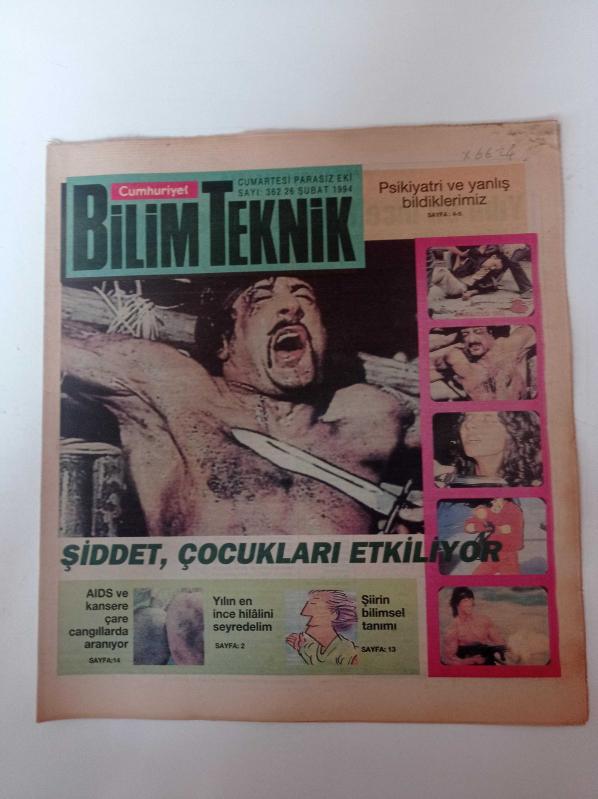 x 66 24
Cumhuriyet
BİLİM TEKNİK
CUMARTESİ PARASIZ EKİ
SAYI: 362 26 ŞUBAT 1994
Psikiyatri ve yanlış
bildiklerimiz
SAYFA: 4-5
ŞİDDET, ÇOCUKLARI ETKİLİYOR
AIDS ve
kansere
çare
cangıllarda
aranıyor
SAYFA:14
Yılın en
ince hilâlini
seyredelim
SAYFA: 2
Şiirin
bilimsel
tanımı
SAYFA: 13